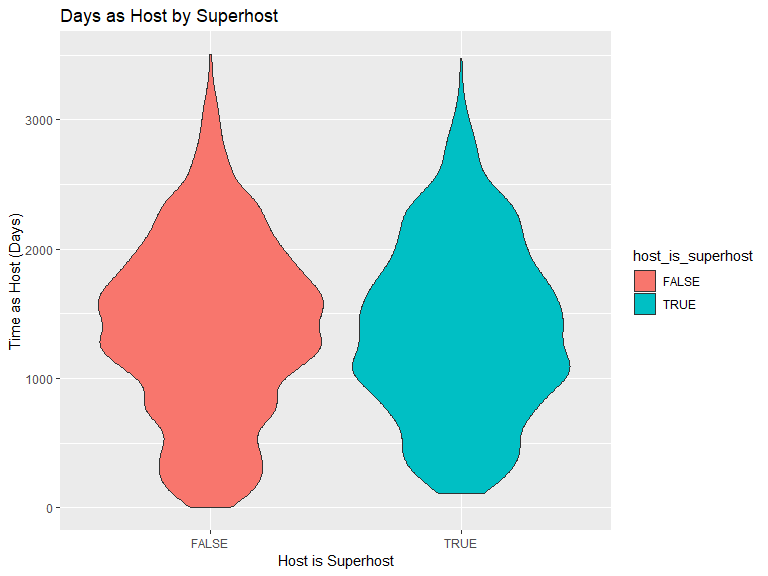 Days as Host by Superhost
Time as Host (Days)
3000
2000
1000
0
FALSE
TRUE
Host is Superhost
host_is_superhost
FALSE
TRUE